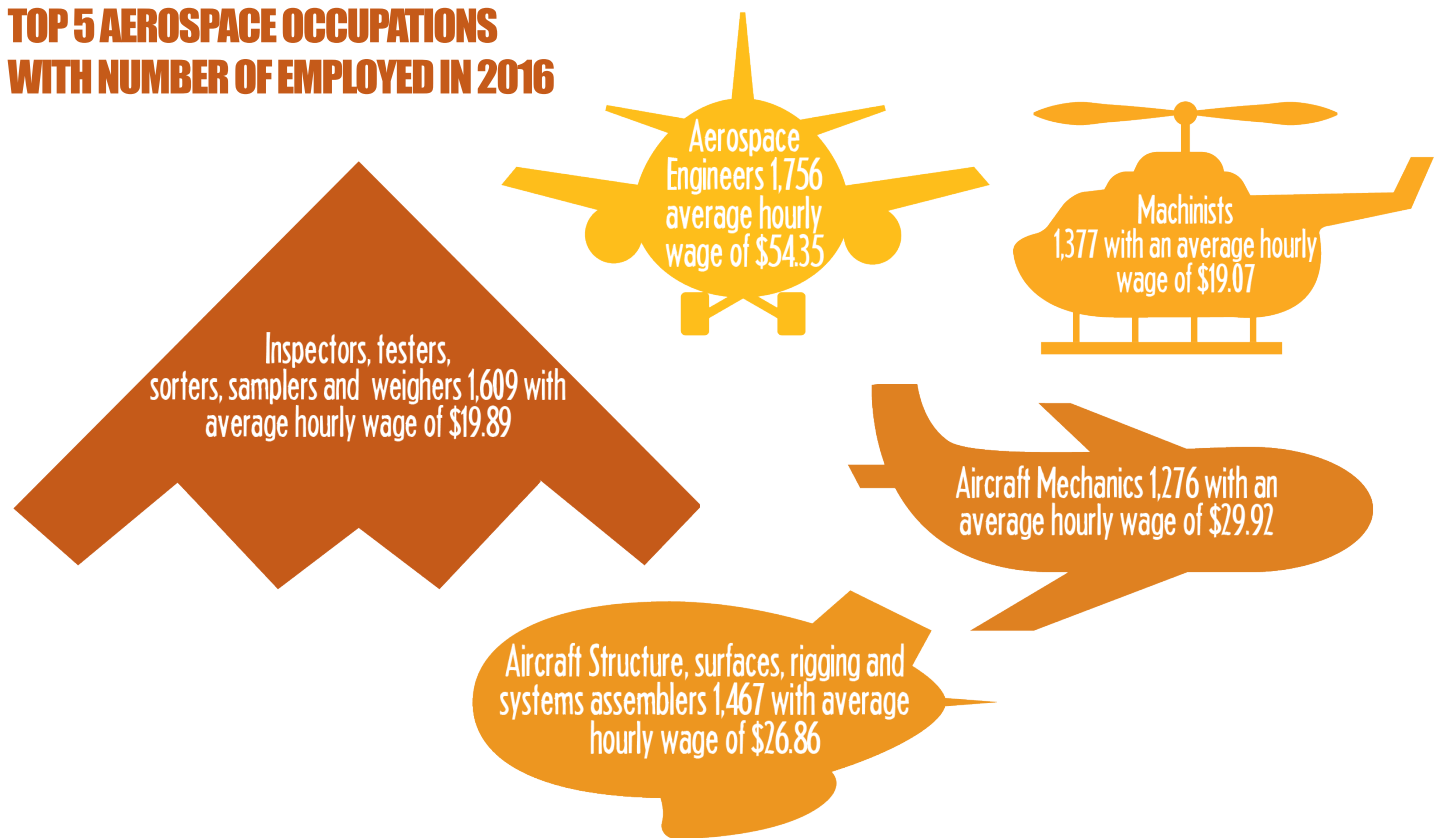 TOP 5 AEROSPACE OCCUPATIONS
WITH NUMBER OF EMPLOYED IN 2016
Aerospace
Engineers 1,756
average hourly
wage of $54.35
Machinists
1,377 with an average hourly
wage of $19.07
Inspectors, testers,
sorters, samplers and weighers 1,609 with
average hourly wage of $19.89
Aircraft Mechanics 1,276 with an
average hourly wage of $29.92
Aircraft Structure, surfaces, rigging and
systems assemblers 1,467 with average
hourly wage of $26.86